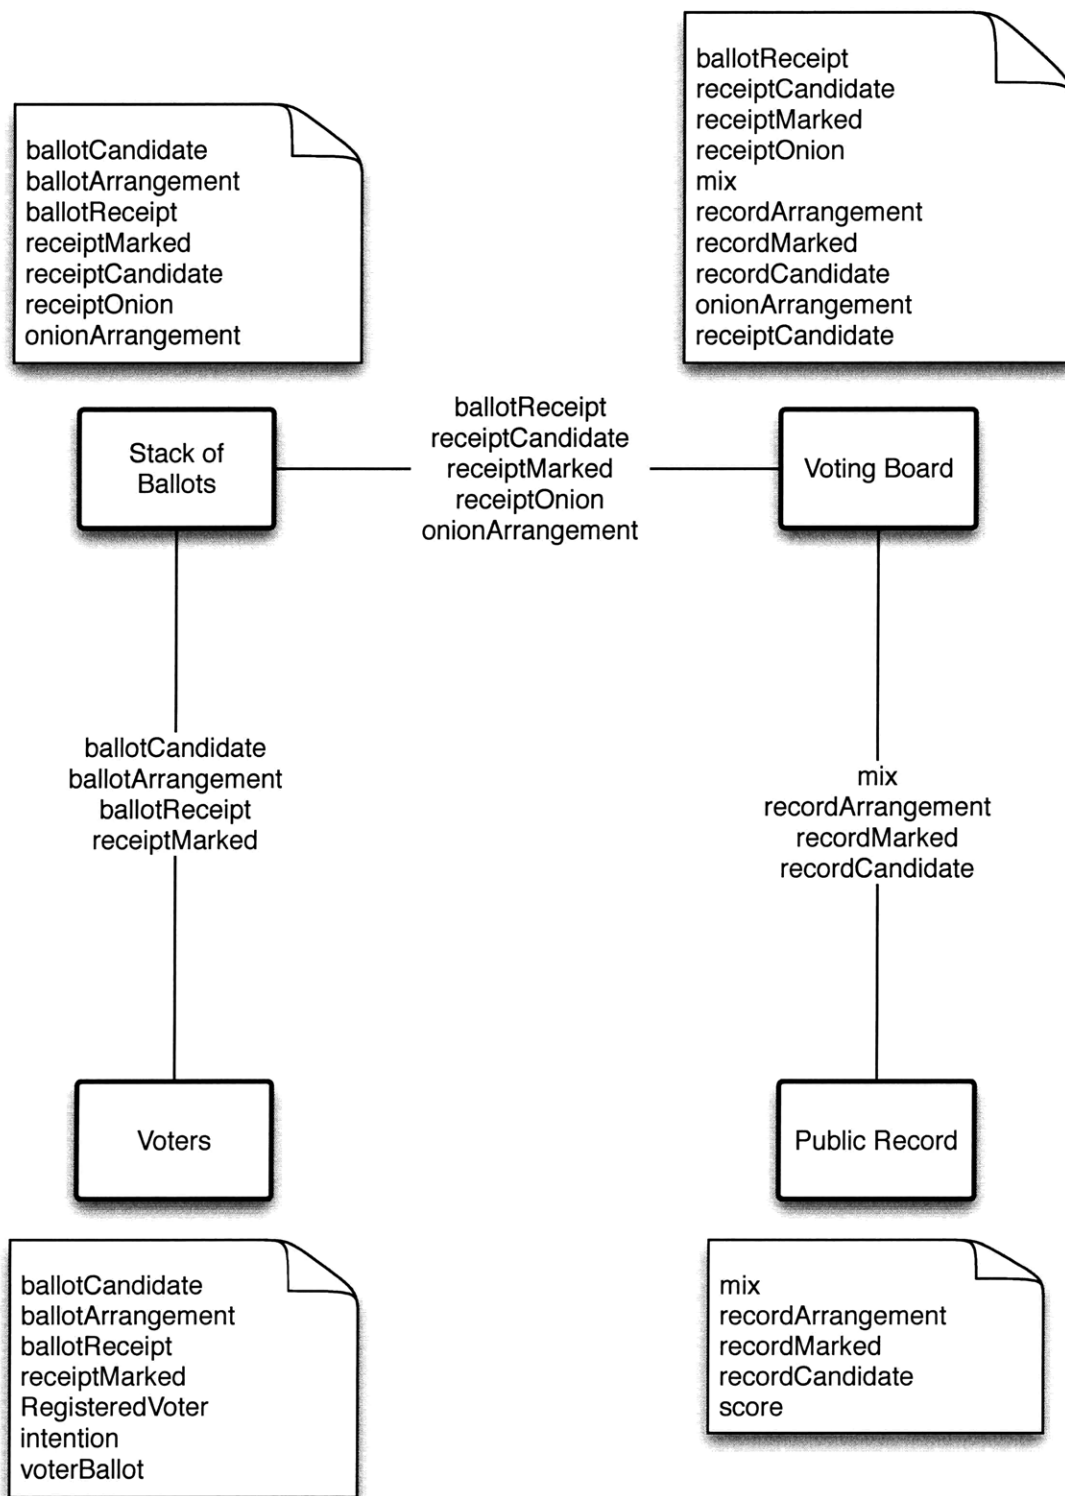 ballotCandidate
ballotArrangement
ballotReceipt
receiptMarked
receiptCandidate
receiptOnion
onionArrangement
ballotReceipt
receiptCandidate
receiptMarked
receiptOnion
mix
recordArrangement
recordMarked
recordCandidate
onionArrangement
receiptCandidate
Stack of
Ballots
ballotReceipt
receiptCandidate
receiptMarked
receiptOnion
onionArrangement
Voting Board
ballotCandidate
ballotArrangement
ballotReceipt
receiptMarked
mix
recordArrangement
recordMarked
recordCandidate
Voters
Public Record
ballotCandidate
ballotArrangement
ballotReceipt
receiptMarked
RegisteredVoter
intention
voterBallot
mix
recordArrangement
recordMarked
recordCandidate
score